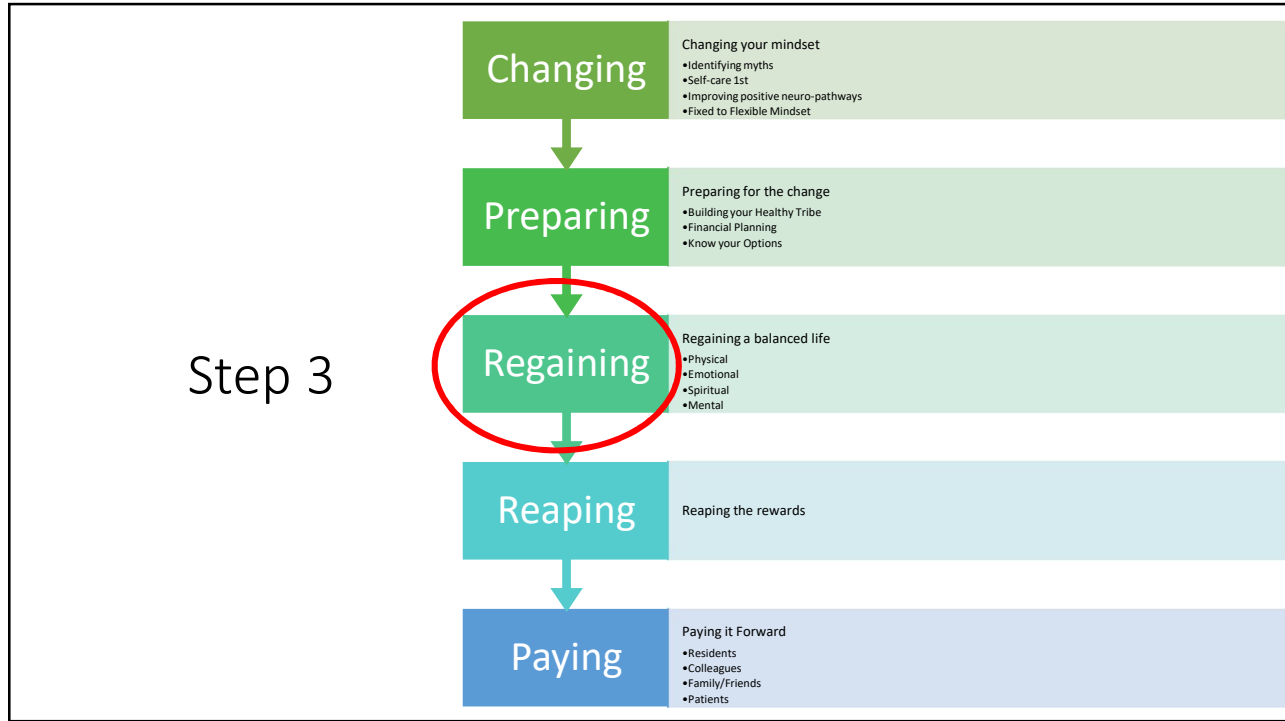 Step 3
Changing
Changing your mindset
•Identifying myths
•Self-care 1st
•Improving positive neuro-pathways
•Fixed to Flexible Mindset
Preparing
Preparing for the change
•Building your Healthy Tribe
•Financial Planning
•Know your Options
Regaining
Regaining a balanced life
•Physical
•Emotional
•Spiritual
•Mental
Reaping
Reaping the rewards
Paying
Paying it Forward
•Residents
•Colleagues
•Family/Friends
•Patients